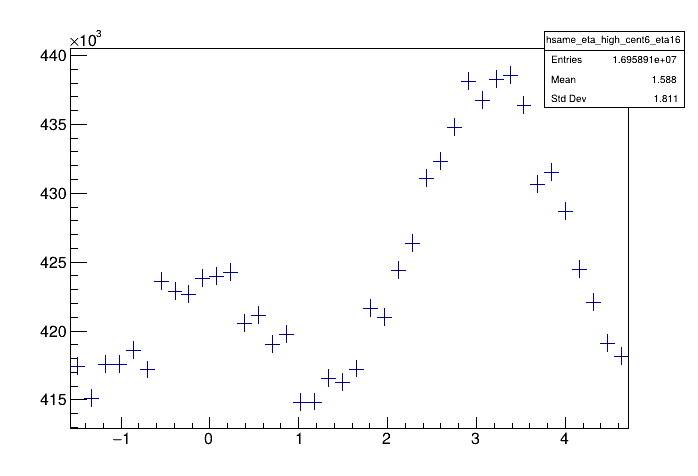 ×10³
hsame_eta_high_cent6_eta16
Entries 1.695891e+07
Mean 1.588
Std Dev 1.811
440
435
430
425
420
415
−1 0 1 2 3 4